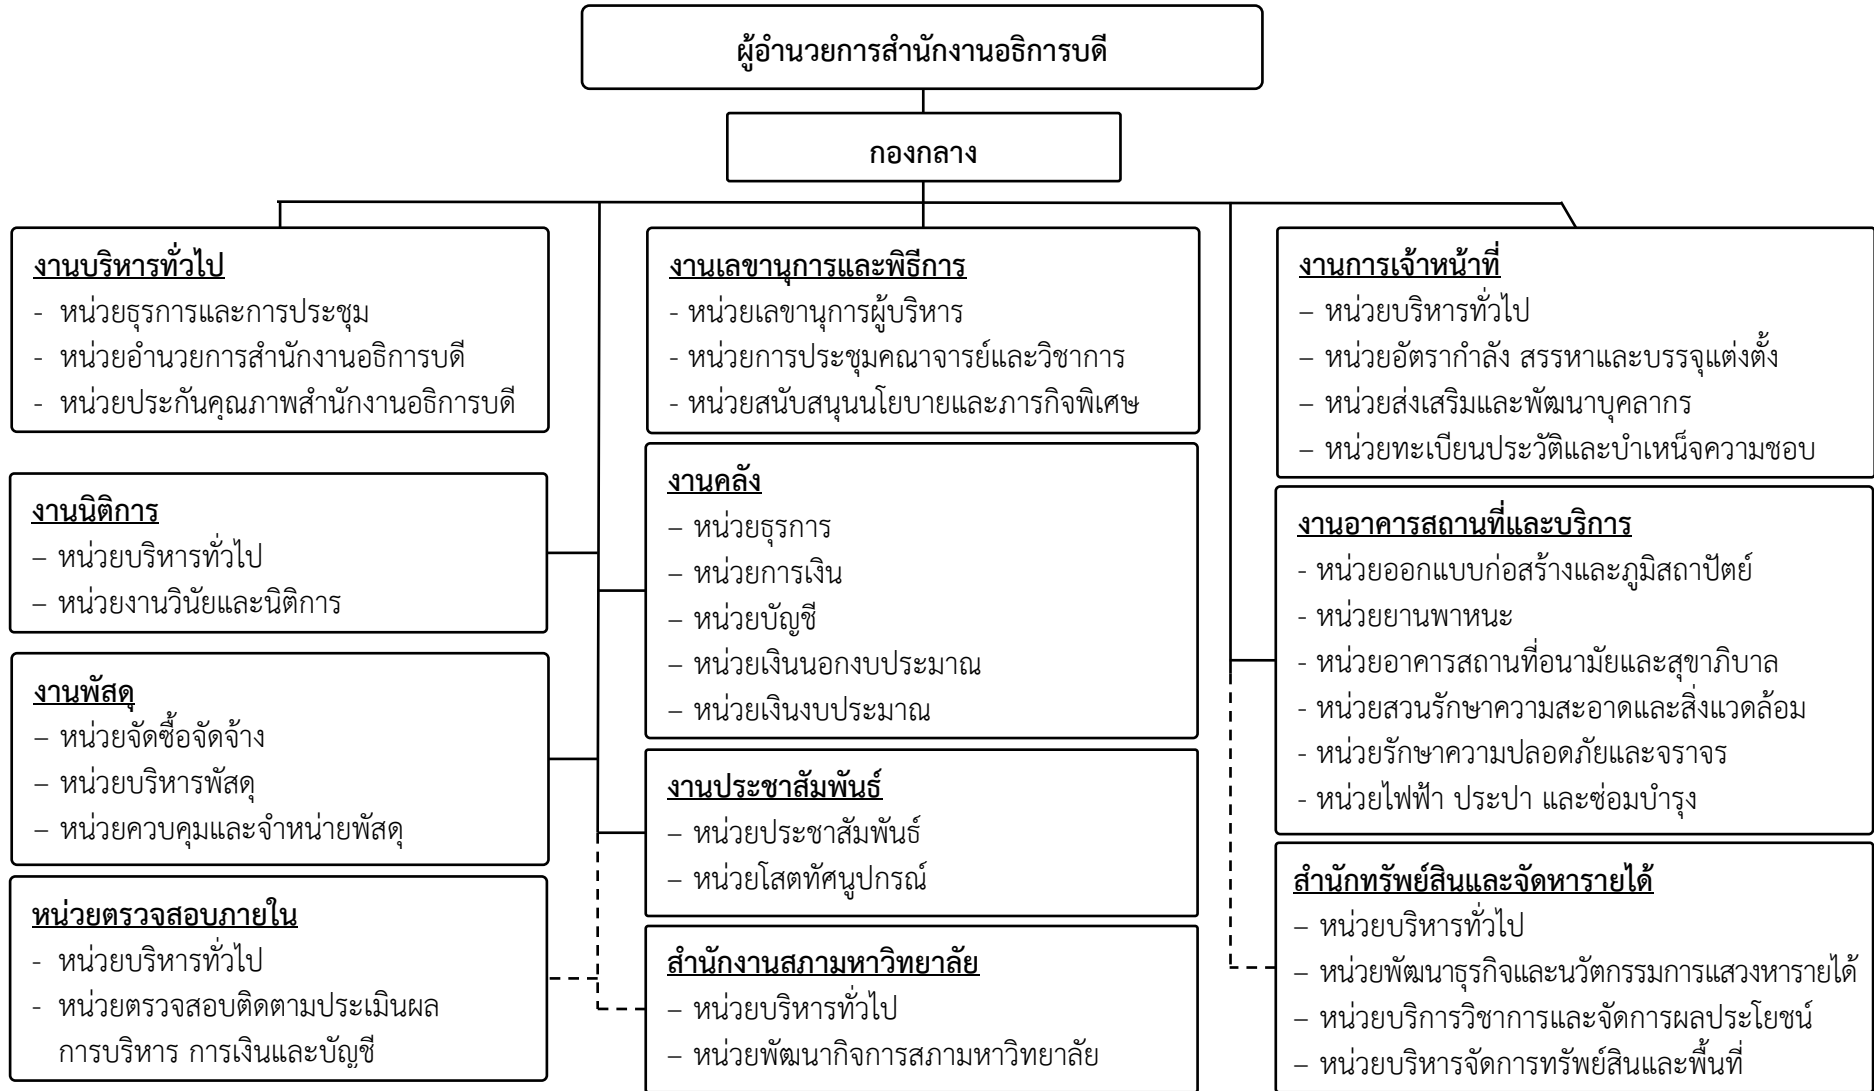 ผู้อำนวยการสำนักงานอธิการบดี
กองกลาง
งานบริหารทั่วไป
- หน่วยธุรการและการประชุม
- หน่วยอำนวยการสำนักงานอธิการบดี
- หน่วยประกันคุณภาพสำนักงานอธิการบดี
งานเลขานุการและพิธีการ
- หน่วยเลขานุการผู้บริหาร
- หน่วยการประชุมคณาจารย์และวิชาการ
- หน่วยสนับสนุนนโยบายและภารกิจพิเศษ
งานการเจ้าหน้าที่
– หน่วยบริหารทั่วไป
– หน่วยอัตรากำลัง สรรหาและบรรจุแต่งตั้ง
– หน่วยส่งเสริมและพัฒนาบุคลากร
– หน่วยทะเบียนประวัติและบำเหน็จความชอบ
งานนิติการ
– หน่วยบริหารทั่วไป
– หน่วยงานวินัยและนิติการ
งานคลัง
– หน่วยธุรการ
– หน่วยการเงิน
– หน่วยบัญชี
– หน่วยเงินนอกงบประมาณ
– หน่วยเงินงบประมาณ
งานอาคารสถานที่และบริการ
- หน่วยออกแบบก่อสร้างและภูมิสถาปัตย์
- หน่วยยานพาหนะ
- หน่วยอาคารสถานที่อนามัยและสุขาภิบาล
- หน่วยสวนรักษาความสะอาดและสิ่งแวดล้อม
- หน่วยรักษาความปลอดภัยและจราจร
- หน่วยไฟฟ้า ประปา และซ่อมบำรุง
งานพัสดุ
– หน่วยจัดซื้อจัดจ้าง
– หน่วยบริหารพัสดุ
– หน่วยควบคุมและจำหน่ายพัสดุ
งานประชาสัมพันธ์
– หน่วยประชาสัมพันธ์
– หน่วยโสตทัศนูปกรณ์
สำนักทรัพย์สินและจัดหารายได้
– หน่วยบริหารทั่วไป
– หน่วยพัฒนาธุรกิจและนวัตกรรมการแสวงหารายได้
– หน่วยบริการวิชาการและจัดการผลประโยชน์
– หน่วยบริหารจัดการทรัพย์สินและพื้นที่
หน่วยตรวจสอบภายใน
- หน่วยบริหารทั่วไป
- หน่วยตรวจสอบติดตามประเมินผล
การบริหาร การเงินและบัญชี
สำนักงานสภามหาวิทยาลัย
– หน่วยบริหารทั่วไป
– หน่วยพัฒนากิจการสภามหาวิทยาลัย